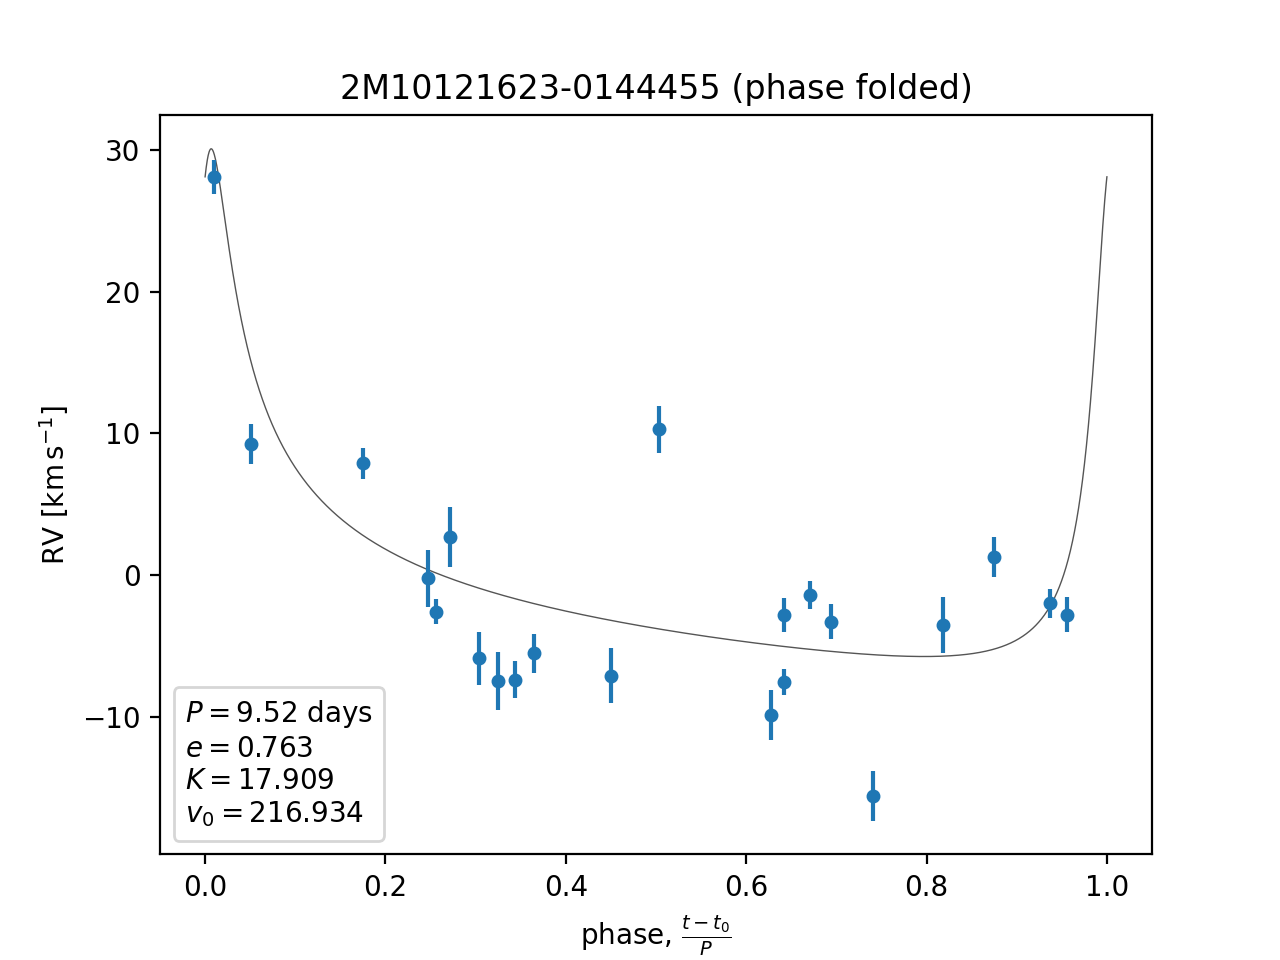 2M10121623-0144455 (phase folded)
30
20
10
0
−10
RV [km s⁻¹]
P = 9.52 days
e = 0.763
K = 17.909
v₀ = 216.934
0.0 0.2 0.4 0.6 0.8 1.0
phase, (t − t₀)/P